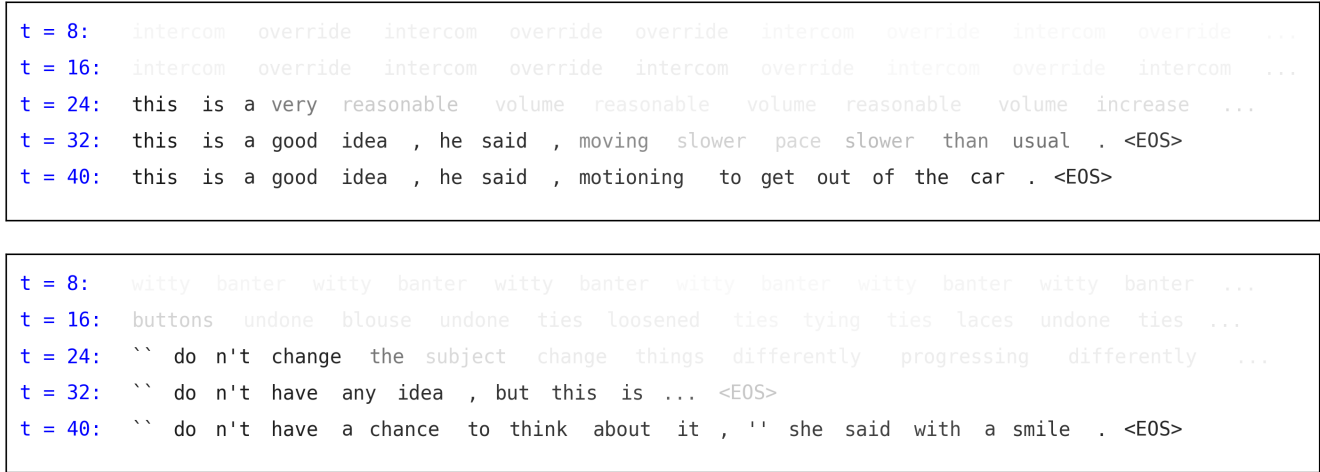 t = 8: intercom override intercom override override intercom override intercom override ...
t = 16: intercom override intercom override intercom override intercom override intercom ...
t = 24: this is a very reasonable volume reasonable volume reasonable volume increase ...
t = 32: this is a good idea , he said , moving slower pace slower than usual . <EOS>
t = 40: this is a good idea , he said , motioning to get out of the car . <EOS>
t = 8: witty banter witty banter witty banter witty banter witty banter witty banter ...
t = 16: buttons undone blouse undone ties loosened ties tying ties laces undone ties ...
t = 24: `` do n't change the subject change things differently progressing differently ...
t = 32: `` do n't have any idea , but this is ... <EOS>
t = 40: `` do n't have a chance to think about it , '' she said with a smile . <EOS>